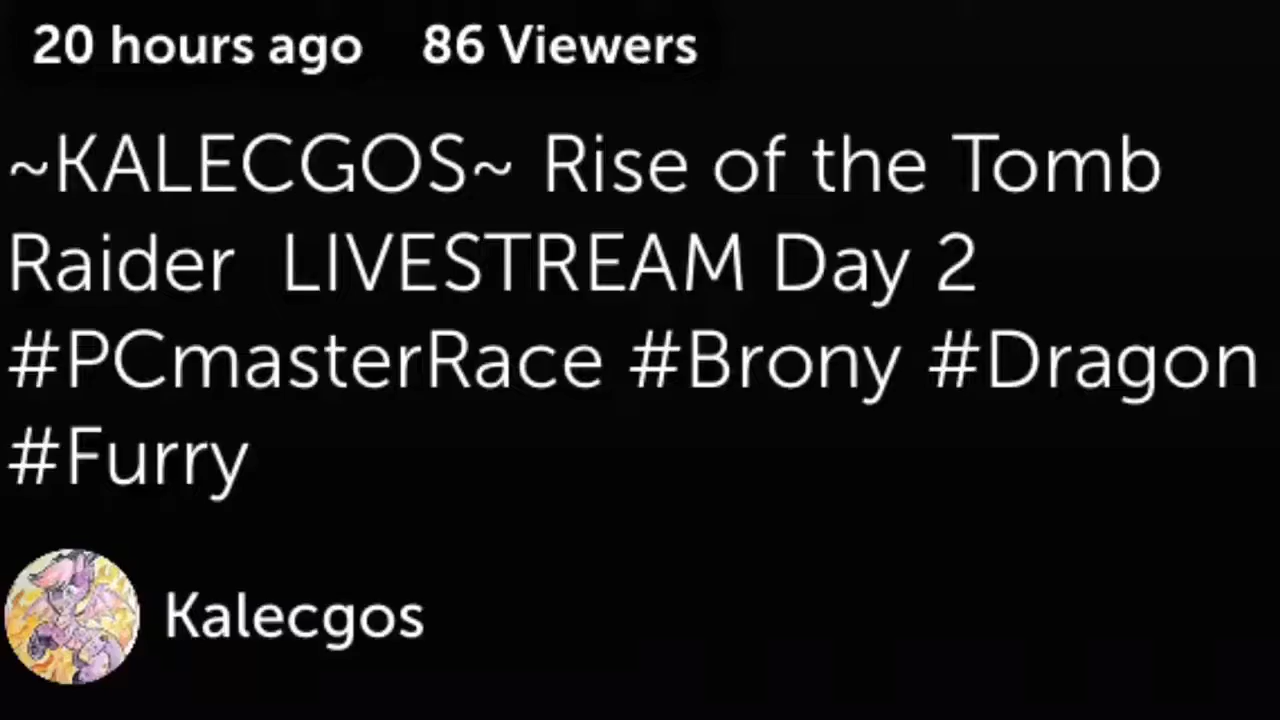 20 hours ago 86 Viewers
~KALECGOS~ Rise of the Tomb
Raider LIVESTREAM Day 2
#PCmasterRace #Brony #Dragon
#Furry
Kalecgos